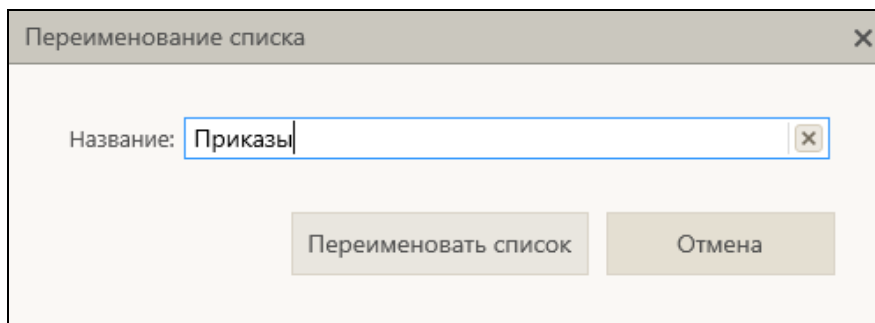 Переименование списка
Название: Приказы
Переименовать список Отмена